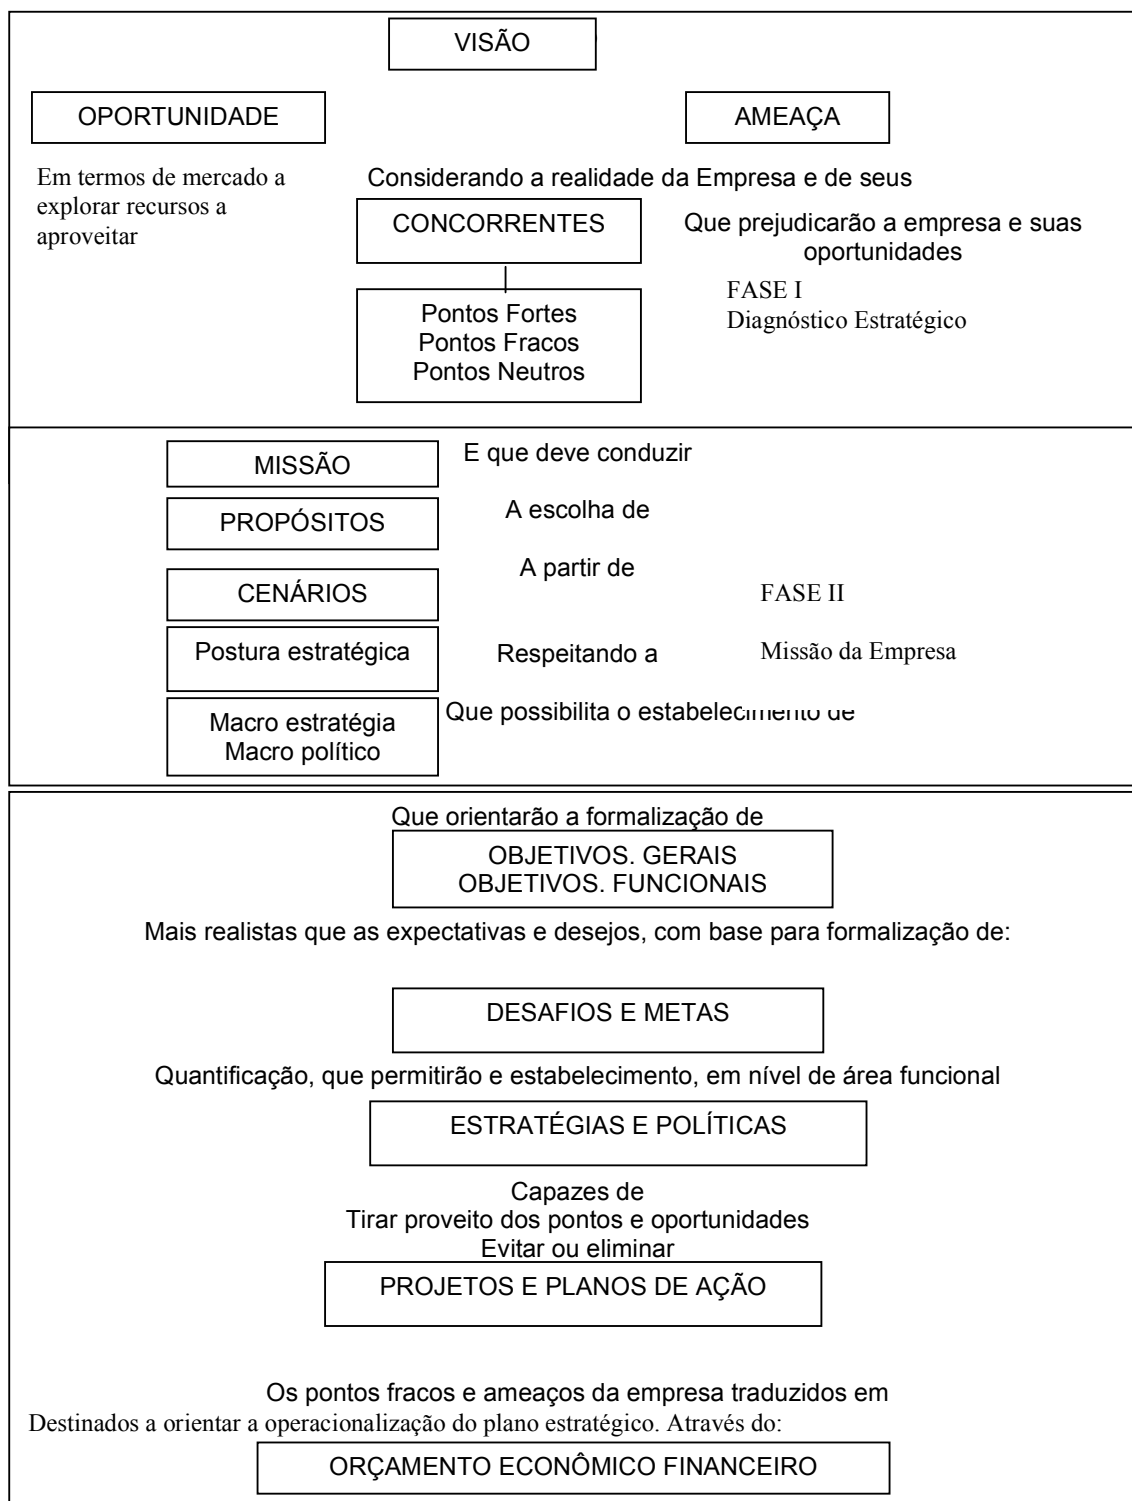 VISÃO
OPORTUNIDADE
AMEAÇA
Em termos de mercado a
explorar recursos a
aproveitar
Considerando a realidade da Empresa e de seus
CONCORRENTES
Que prejudicarão a empresa e suas
oportunidades
FASE I
Diagnóstico Estratégico
Pontos Fortes
Pontos Fracos
Pontos Neutros
MISSÃO
E que deve conduzir
PROPÓSITOS
A escolha de
A partir de
CENÁRIOS
FASE II
Postura estratégica
Respeitando a
Missão da Empresa
Que possibilita o estabelecimento de
Macro estratégia
Macro político
Que orientarão a formalização de
OBJETIVOS. GERAIS
OBJETIVOS. FUNCIONAIS
Mais realistas que as expectativas e desejos, com base para formalização de:
DESAFIOS E METAS
Quantificação, que permitirão e estabelecimento, em nível de área funcional
ESTRATÉGIAS E POLÍTICAS
Capazes de
Tirar proveito dos pontos e oportunidades
Evitar ou eliminar
PROJETOS E PLANOS DE AÇÃO
Os pontos fracos e ameaços da empresa traduzidos em
Destinados a orientar a operacionalização do plano estratégico. Através do:
ORÇAMENTO ECONÔMICO FINANCEIRO